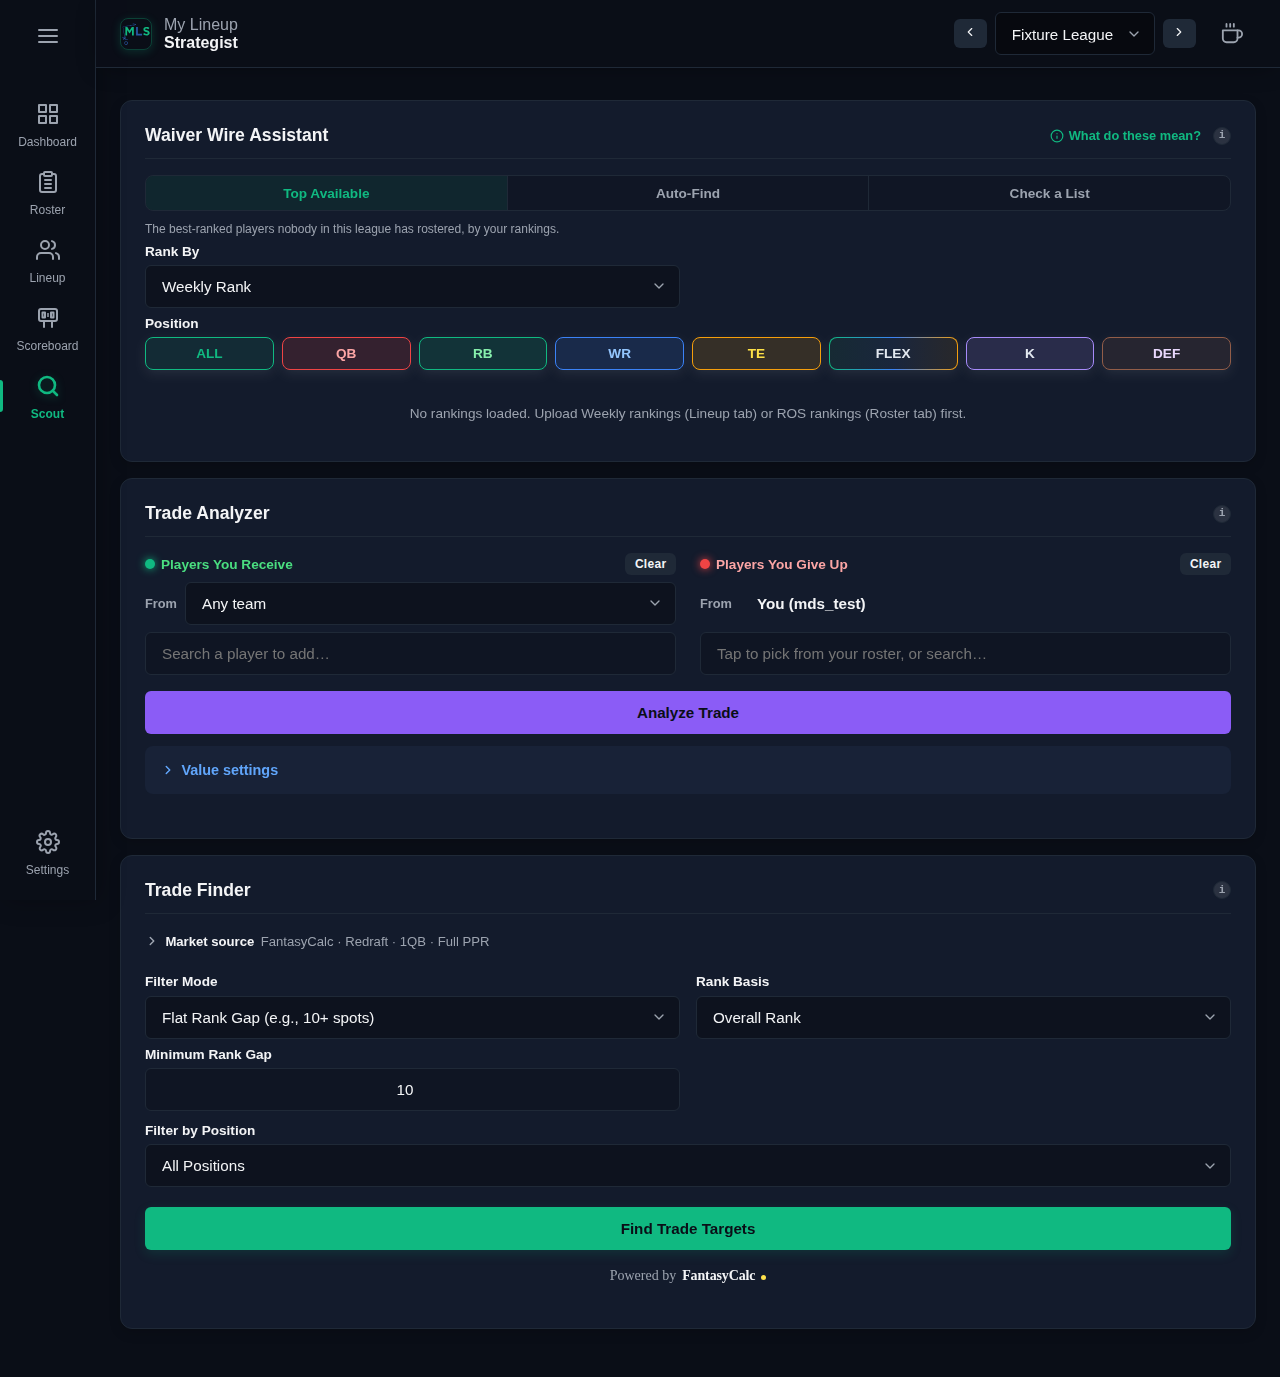 MLS
My Lineup
Strategist
Fixture League
Dashboard
Roster
Lineup
Scoreboard
Scout
Settings
Waiver Wire Assistant
What do these mean?
i
Top Available
Auto-Find
Check a List
The best-ranked players nobody in this league has rostered, by your rankings.
Rank By
Weekly Rank
Position
ALL
QB
RB
WR
TE
FLEX
K
DEF
No rankings loaded. Upload Weekly rankings (Lineup tab) or ROS rankings (Roster tab) first.
Trade Analyzer
i
Players You Receive
Clear
From
Any team
Search a player to add…
Players You Give Up
Clear
From
You (mds_test)
Tap to pick from your roster, or search…
Analyze Trade
Value settings
Trade Finder
i
Market source FantasyCalc · Redraft · 1QB · Full PPR
Filter Mode
Flat Rank Gap (e.g., 10+ spots)
Rank Basis
Overall Rank
Minimum Rank Gap
10
Filter by Position
All Positions
Find Trade Targets
Powered by FantasyCalc